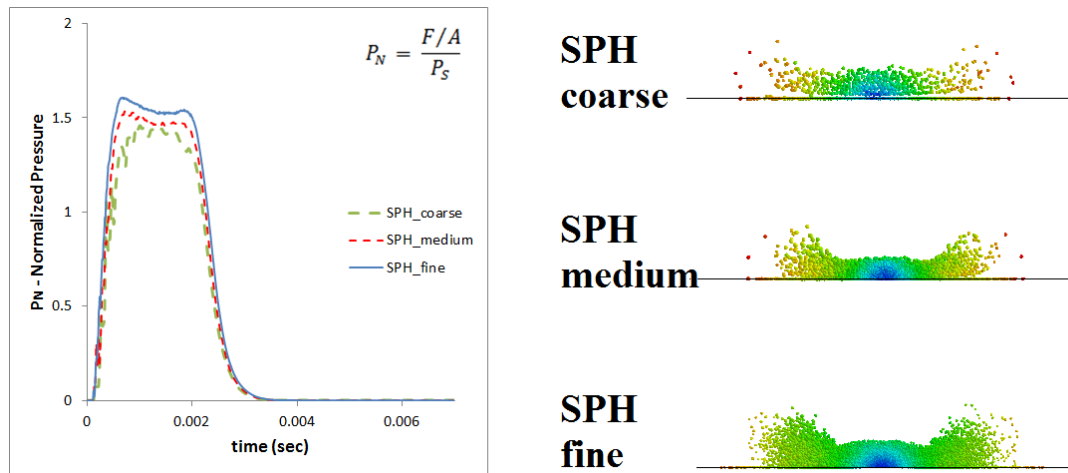 2
1.5
1
0.5
0
P_N – Normalized Pressure
P_N = (F/A)/P_S
SPH_coarse
SPH_medium
SPH_fine
0
0.002
0.004
0.006
time (sec)
SPH
coarse
SPH
medium
SPH
fine